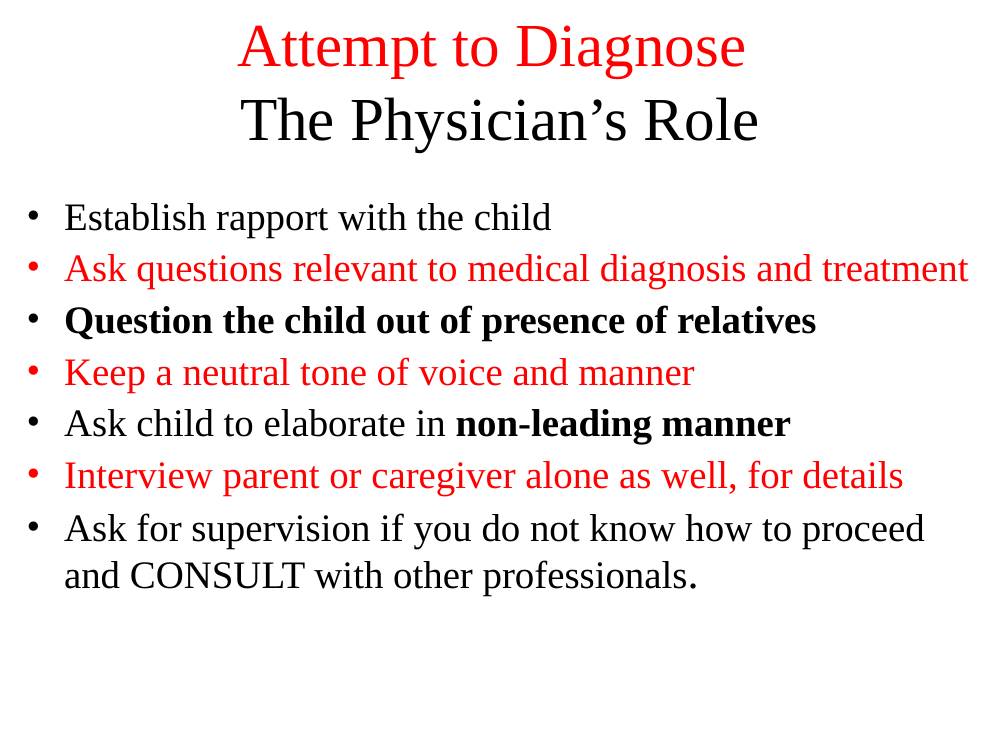 Attempt to Diagnose
The Physician’s Role
• Establish rapport with the child
• Ask questions relevant to medical diagnosis and treatment
• Question the child out of presence of relatives
• Keep a neutral tone of voice and manner
• Ask child to elaborate in non-leading manner
• Interview parent or caregiver alone as well, for details
• Ask for supervision if you do not know how to proceed
and CONSULT with other professionals.